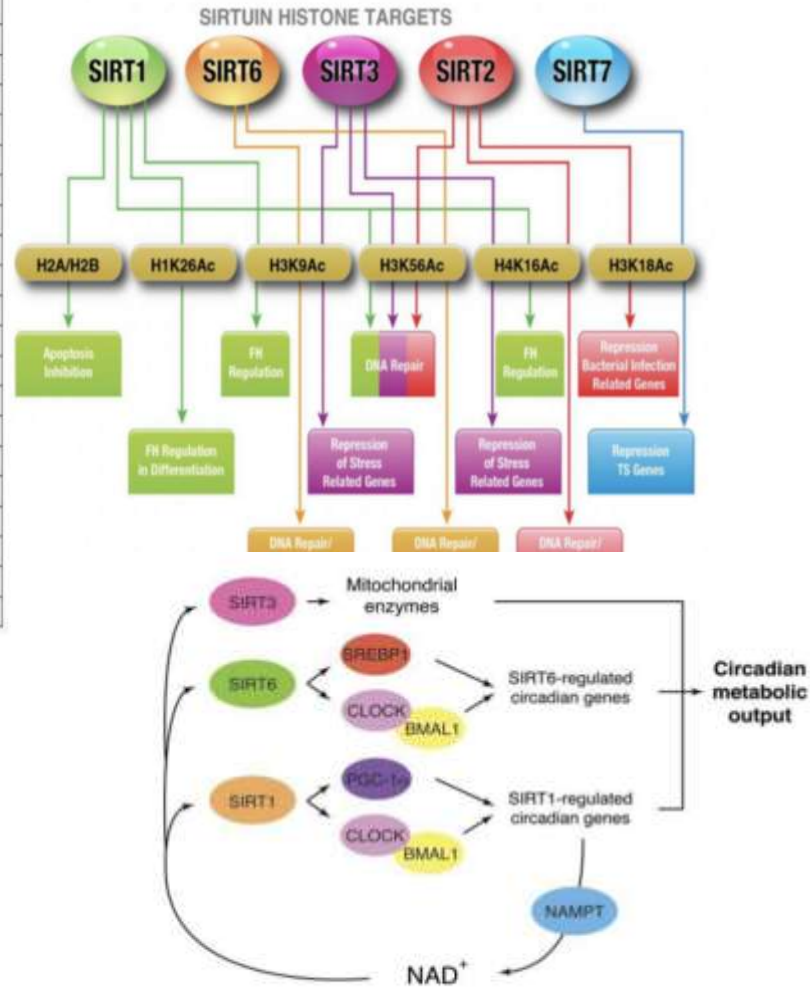 SIRTUIN HISTONE TARGETS
SIRT1
SIRT6
SIRT3
SIRT2
SIRT7
H2A/H2B
H1K26Ac
H3K9Ac
H3K56Ac
H4K16Ac
H3K18Ac
Apoptosis
Inhibition
FH
Regulation
DNA Repair
FH
Regulation
Repression
Bacterial Infection
Related Genes
FH Regulation
in Differentiation
Repression
of Stress
Related Genes
Repression
of Stress
Related Genes
Repression
TS Genes
DNA Repair/
DNA Repair/
DNA Repair/
SIRT3
Mitochondrial
enzymes
SIRT6
SREBP1
CLOCK
BMAL1
SIRT6-regulated
circadian genes
Circadian
metabolic
output
SIRT1
PGC-1α
CLOCK
BMAL1
SIRT1-regulated
circadian genes
NAMPT
NAD+